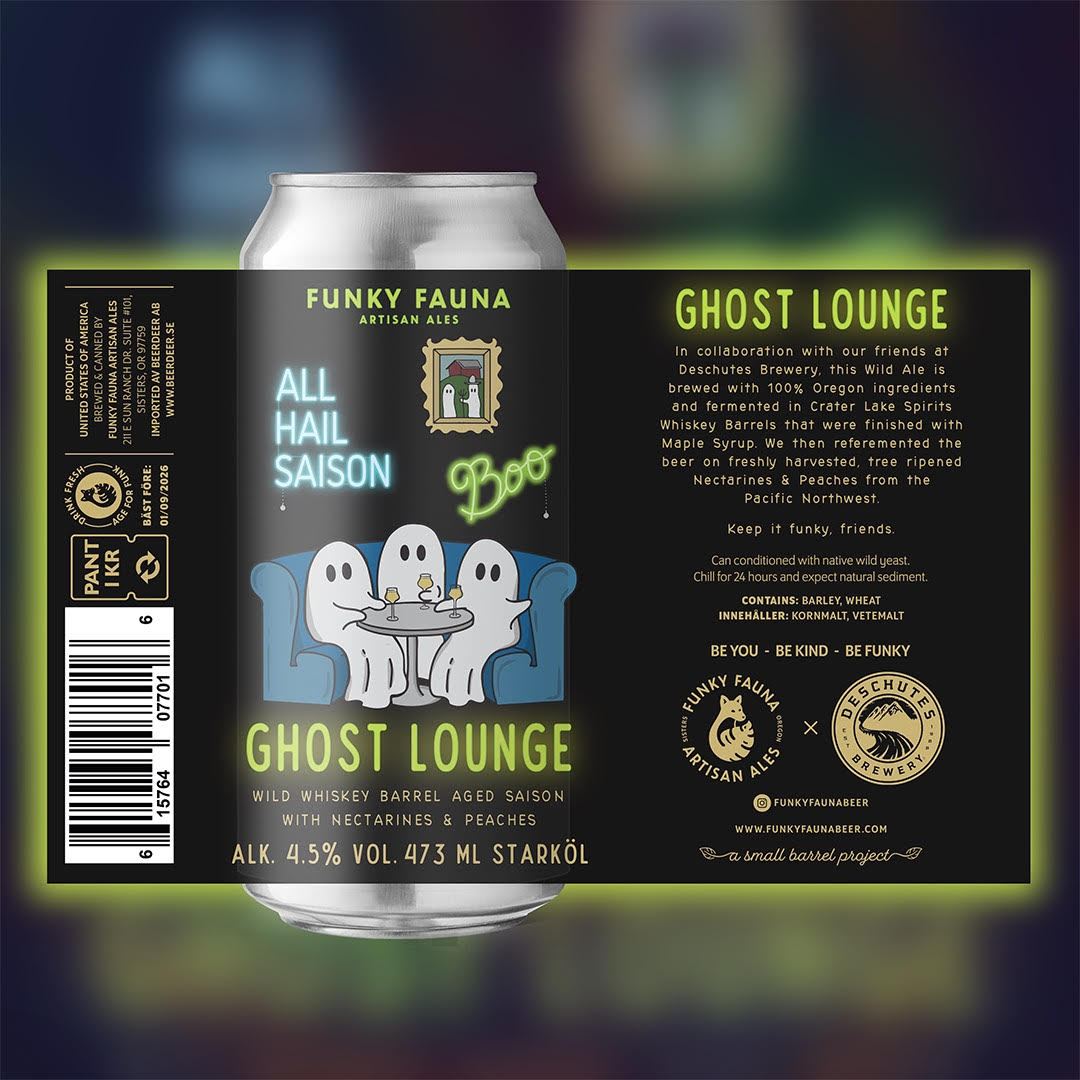 PRODUCT OF
UNITED STATES OF AMERICA
BREWED & CANNED BY
FUNKY FAUNA ARTISAN ALES
211 E SUN RANCH DR. SUITE #101,
SISTERS, OR 97759
IMPORTED AV BEERDEER AB
WWW.BEERDEER.SE
DRINK FRESH
AGE FOR FUNK
BÄST FÖRE:
01/09/2026
PANT
1 KR
6 15764 07701 6
FUNKY FAUNA
ARTISAN ALES
ALL
HAIL
SAISON
Boo
GHOST LOUNGE
WILD WHISKEY BARREL AGED SAISON
WITH NECTARINES & PEACHES
ALK. 4.5% VOL. 473 ML STARKÖL
GHOST LOUNGE
In collaboration with our friends at
Deschutes Brewery, this Wild Ale is
brewed with 100% Oregon ingredients
and fermented in Crater Lake Spirits
Whiskey Barrels that were finished with
Maple Syrup. We then referemented the
beer on freshly harvested, tree ripened
Nectarines & Peaches from the
Pacific Northwest.
Keep it funky, friends.
Can conditioned with native wild yeast.
Chill for 24 hours and expect natural sediment.
CONTAINS: BARLEY, WHEAT
INNEHÅLLER: KORNMALT, VETEMALT
BE YOU - BE KIND - BE FUNKY
FUNKY FAUNA
SISTERS OREGON
ARTISAN ALES
X
DESCHUTES
EST 1988
BREWERY
FUNKYFAUNABEER
WWW.FUNKYFAUNABEER.COM
a small barrel project